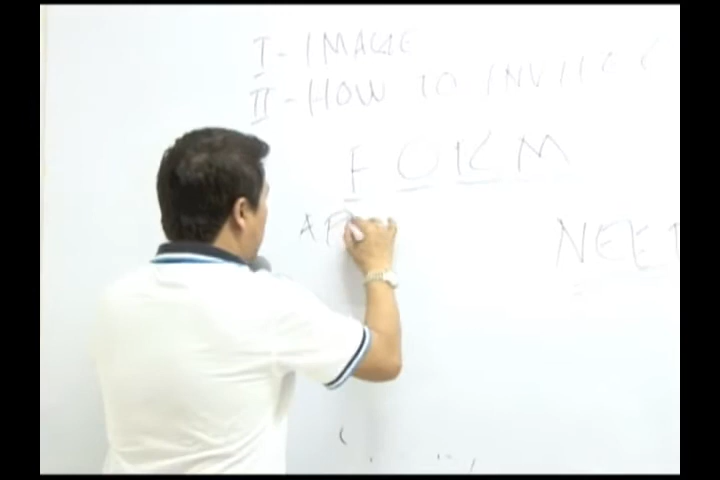 I - IMAGE
II - HOW TO INVITE
FORM
NEE